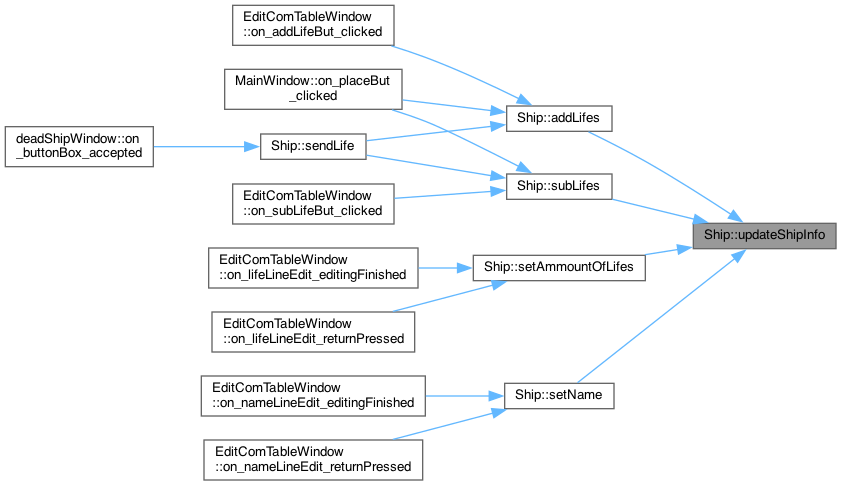 EditComTableWindow
::on_addLifeBut_clicked
MainWindow::on_placeBut
_clicked
Ship::addLifes
deadShipWindow::on
_buttonBox_accepted
Ship::sendLife
Ship::subLifes
EditComTableWindow
::on_subLifeBut_clicked
Ship::updateShipInfo
EditComTableWindow
::on_lifeLineEdit_editingFinished
Ship::setAmmountOfLifes
EditComTableWindow
::on_lifeLineEdit_returnPressed
EditComTableWindow
::on_nameLineEdit_editingFinished
Ship::setName
EditComTableWindow
::on_nameLineEdit_returnPressed